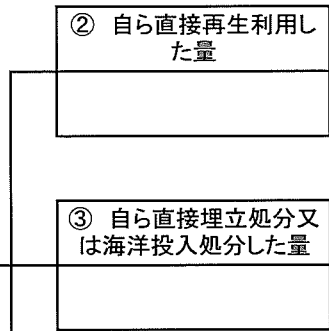 ② 自ら直接再生利用し
た量
③ 自ら直接埋立処分又
は海洋投入処分した量